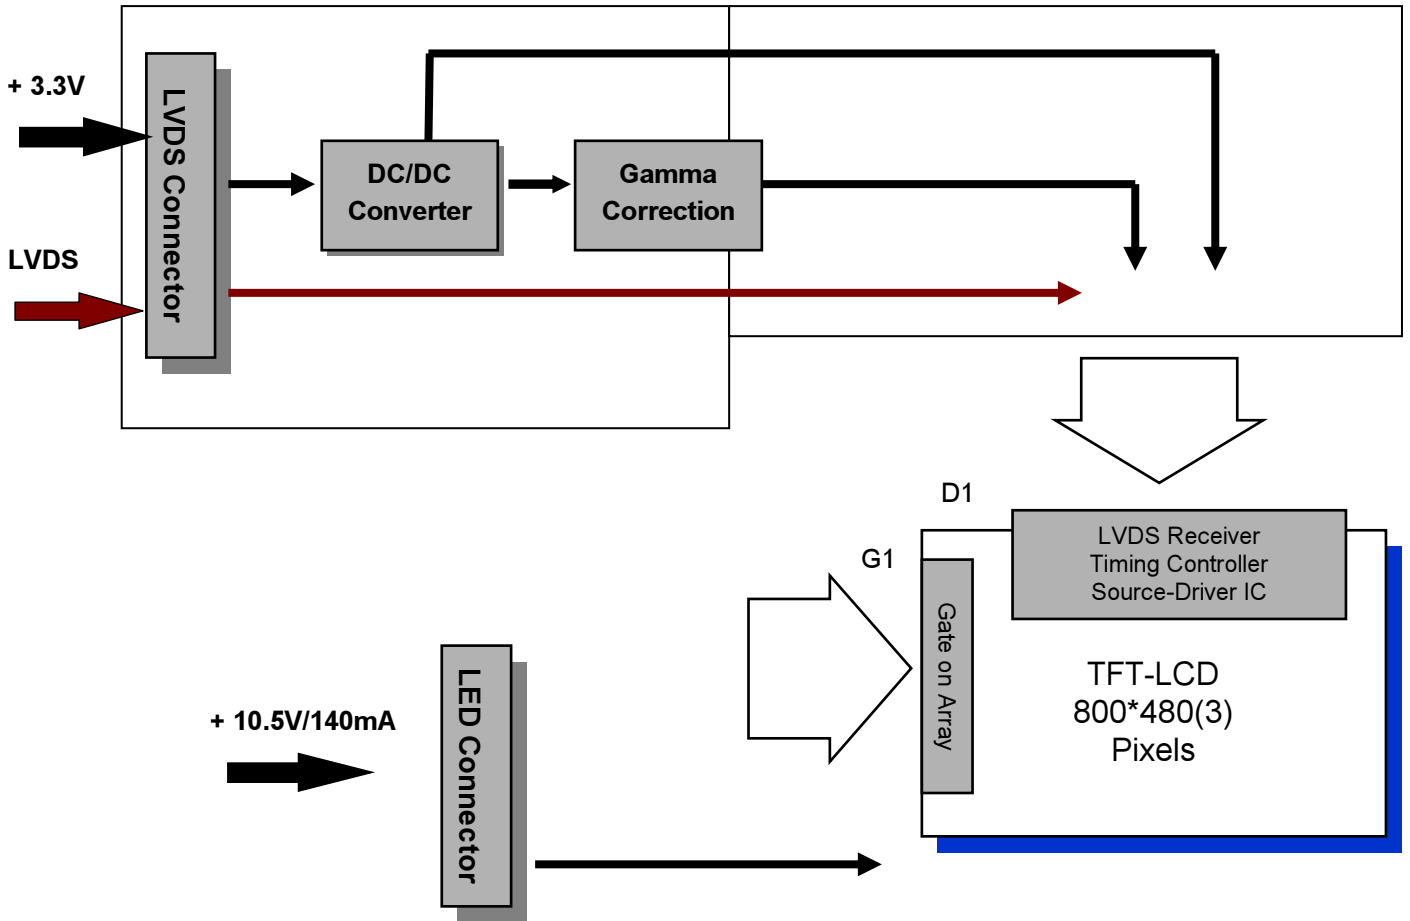 + 3.3V
LVDS Connector
DC/DC
Converter
Gamma
Correction
LVDS
D1
LVDS Receiver
Timing Controller
Source-Driver IC
G1
Gate on Array
TFT-LCD
800*480(3)
Pixels
+ 10.5V/140mA
LED Connector